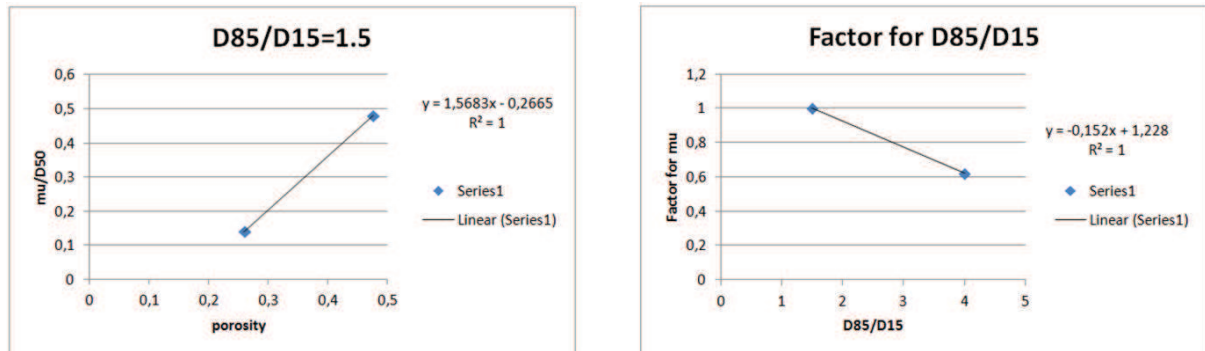 D85/D15=1.5
0,6
0,5
0,4
0,3
0,2
0,1
0
mu/D50
0 0,1 0,2 0,3 0,4 0,5
porosity
y = 1,5683x - 0,2665
R² = 1
Series1
Linear (Series1)
Factor for D85/D15
1,2
1
0,8
0,6
0,4
0,2
0
Factor for mu
0 1 2 3 4 5
D85/D15
y = -0,152x + 1,228
R² = 1
Series1
Linear (Series1)